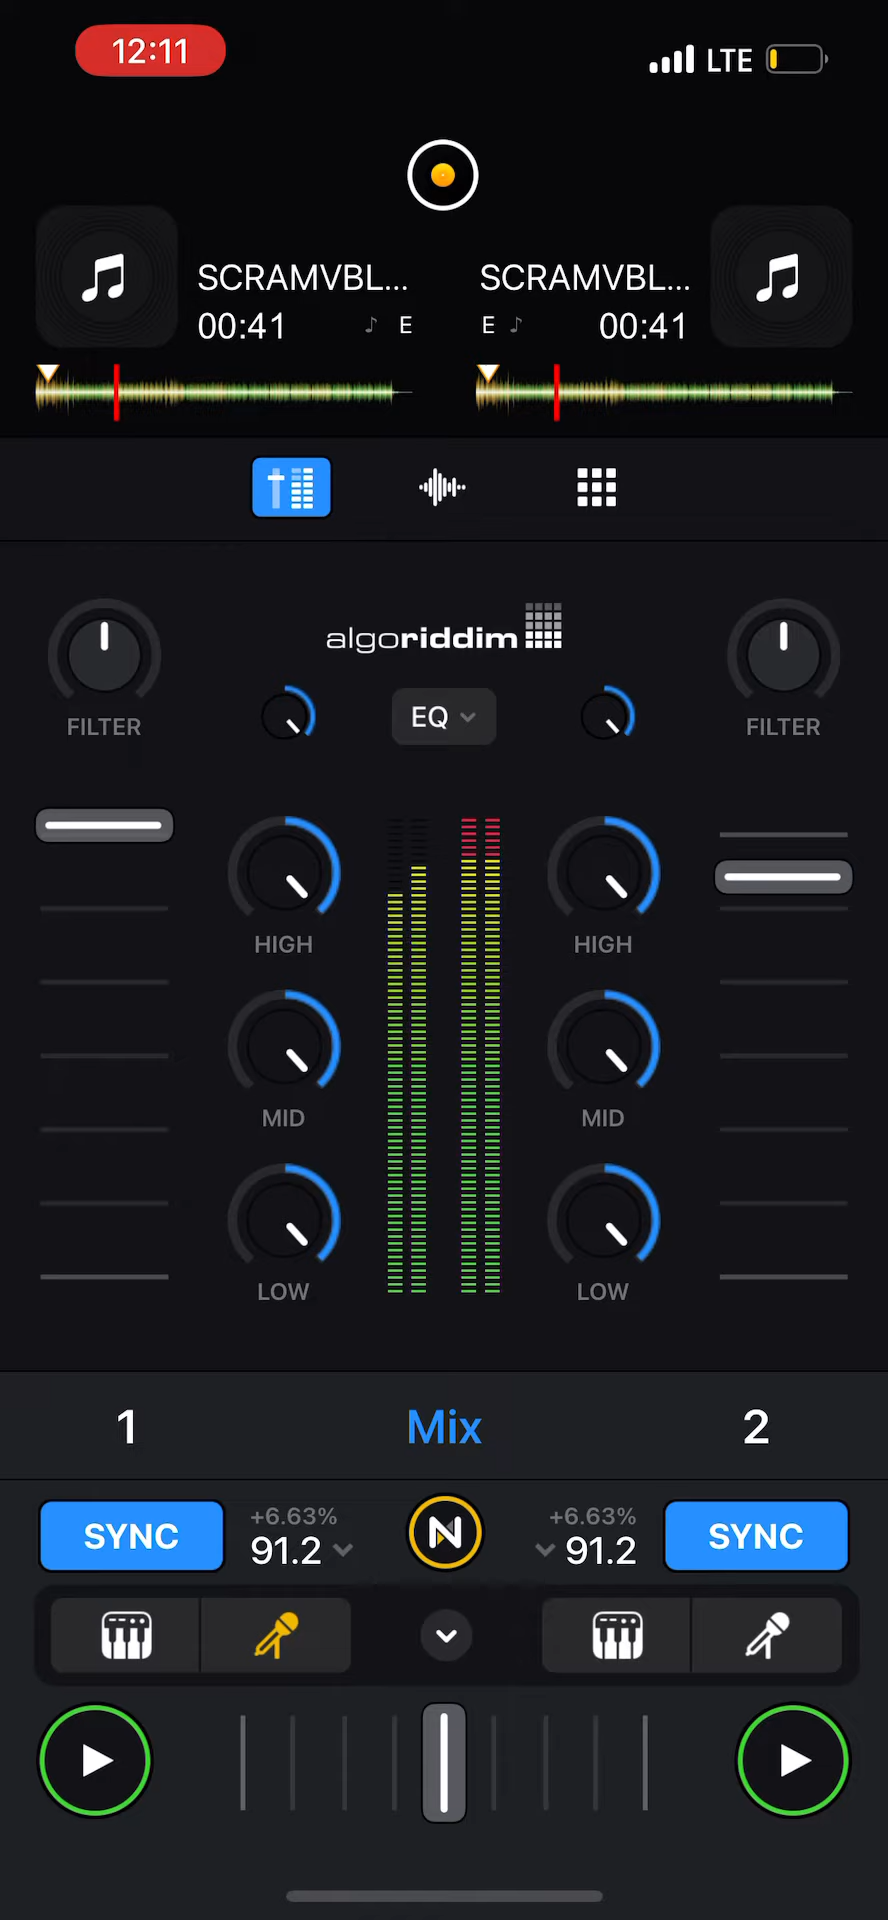 12:11 LTE
SCRAMVBL... SCRAMVBL...
00:41 E E 00:41
algoriddim
FILTER EQ FILTER
HIGH HIGH
MID MID
LOW LOW
1 Mix 2
SYNC +6.63% 91.2 N +6.63% 91.2 SYNC